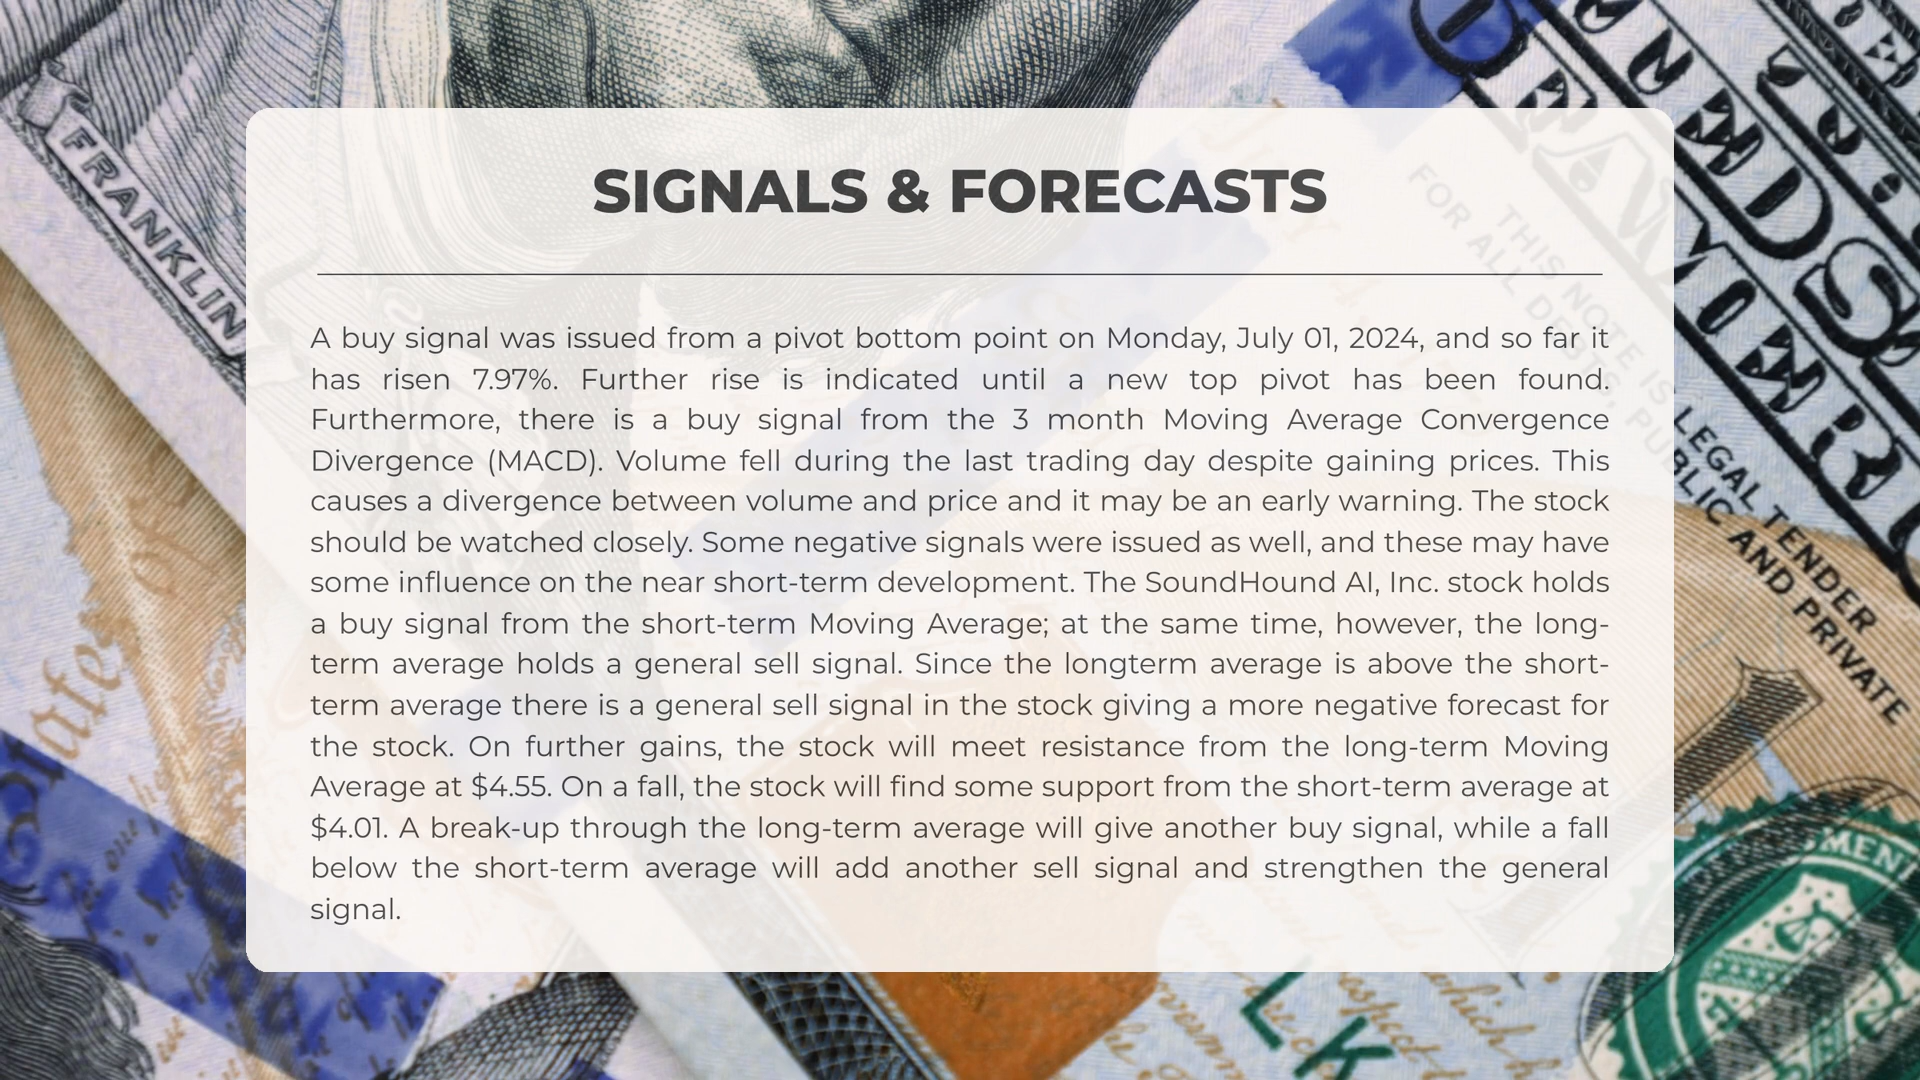 SIGNALS & FORECASTS
A buy signal was issued from a pivot bottom point on Monday, July 01, 2024, and so far it
has risen 7.97%. Further rise is indicated until a new top pivot has been found.
Furthermore, there is a buy signal from the 3 month Moving Average Convergence
Divergence (MACD). Volume fell during the last trading day despite gaining prices. This
causes a divergence between volume and price and it may be an early warning. The stock
should be watched closely. Some negative signals were issued as well, and these may have
some influence on the near short-term development. The SoundHound AI, Inc. stock holds
a buy signal from the short-term Moving Average; at the same time, however, the long-
term average holds a general sell signal. Since the longterm average is above the short-
term average there is a general sell signal in the stock giving a more negative forecast for
the stock. On further gains, the stock will meet resistance from the long-term Moving
Average at $4.55. On a fall, the stock will find some support from the short-term average at
$4.01. A break-up through the long-term average will give another buy signal, while a fall
below the short-term average will add another sell signal and strengthen the general
signal.
FRANKLIN
THIS NOTE IS LEGAL TENDER
FOR ALL DEBTS, PUBLIC AND PRIVATE